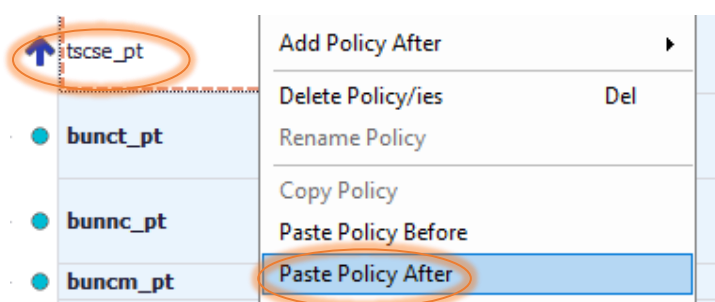 tscse_pt
bunct_pt
bunnc_pt
buncm_pt
Add Policy After
Delete Policy/ies Del
Rename Policy
Copy Policy
Paste Policy Before
Paste Policy After